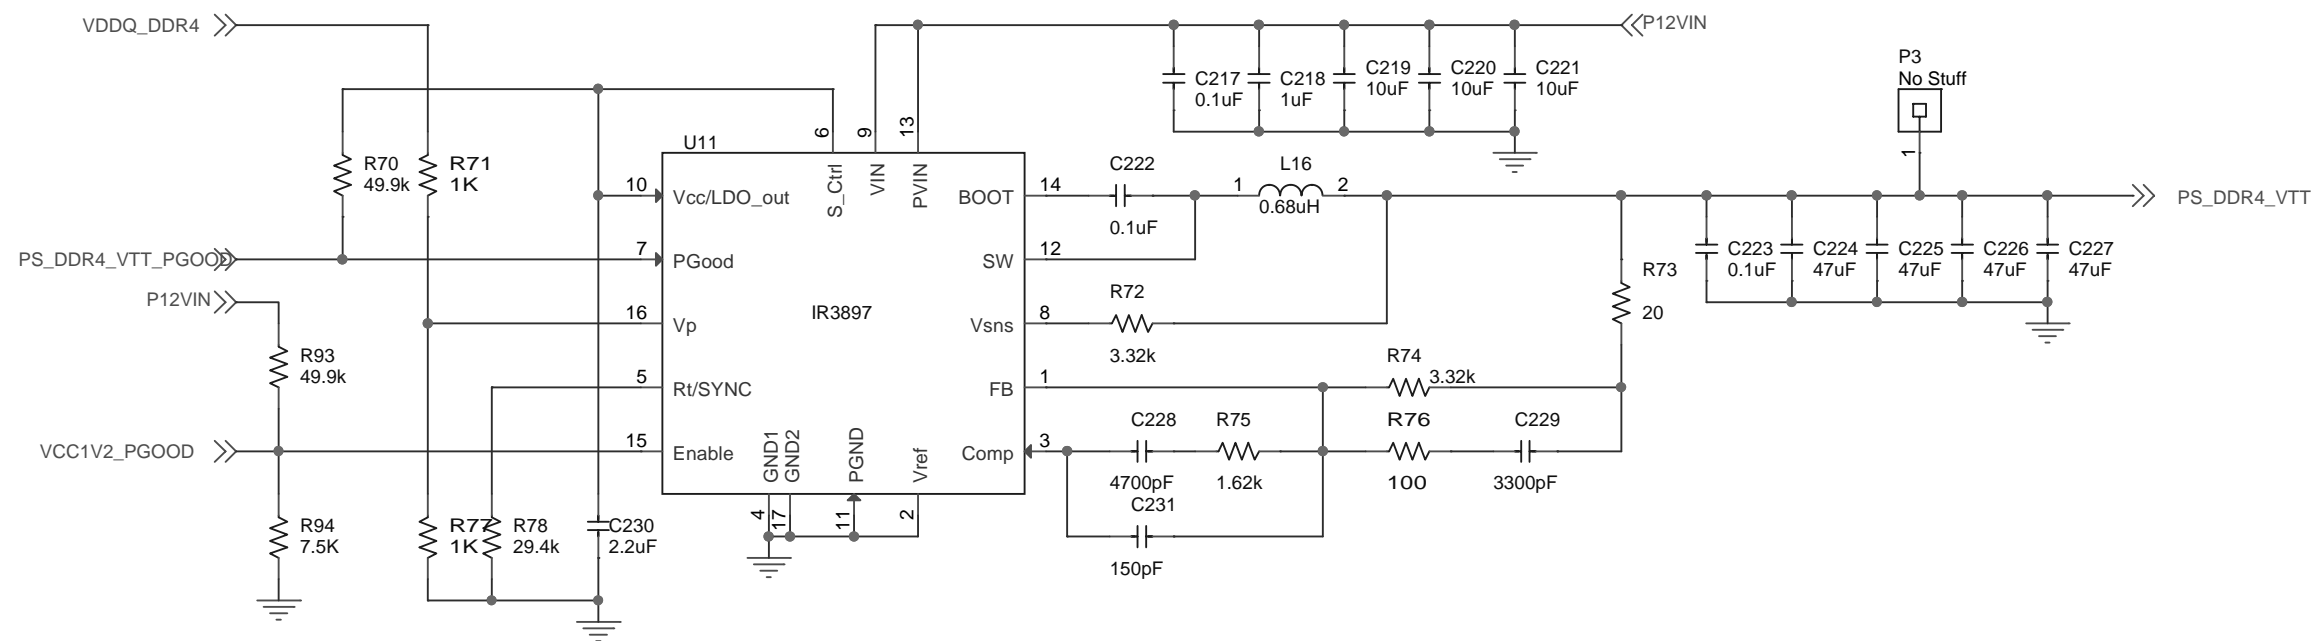 VDDQ_DDR4
P12VIN
P3
No Stuff
C217
0.1uF
C218
1uF
C219
10uF
C220
10uF
C221
10uF
1
6
9
13
U11
R70
49.9k
R71
1K
S_Ctrl
VIN
PVIN
10
Vcc/LDO_out
BOOT
14
C222
0.1uF
1
L16
2
0.68uH
PS_DDR4_VTT
PS_DDR4_VTT_PGOOD
7
PGood
SW
12
R73
20
C223
0.1uF
C224
47uF
C225
47uF
C226
47uF
C227
47uF
P12VIN
IR3897
16
Vp
Vsns
8
R72
3.32k
R93
49.9k
5
Rt/SYNC
FB
1
R74
3.32k
VCC1V2_PGOOD
15
Enable
Comp
3
C228
4700pF
R75
1.62k
R76
100
C229
3300pF
GND1
GND2
PGND
Vref
4
17
11
2
C231
150pF
R94
7.5K
R77
1K
R78
29.4k
C230
2.2uF